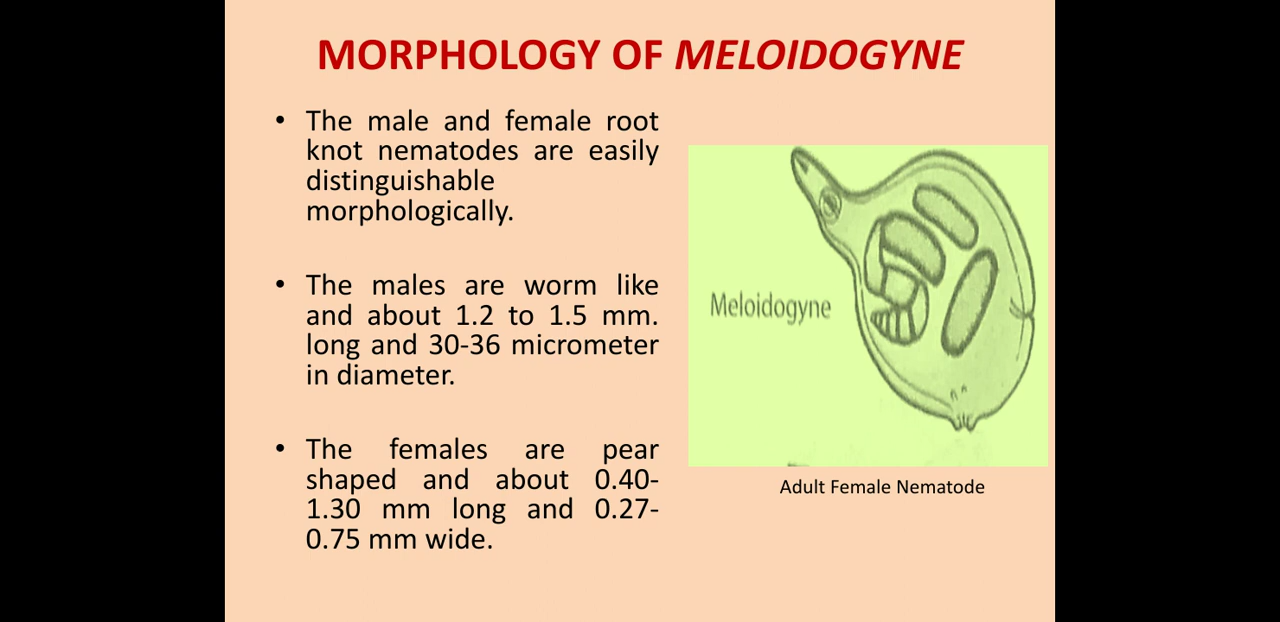 MORPHOLOGY OF MELOIDOGYNE
• The male and female root
knot nematodes are easily
distinguishable
morphologically.
• The males are worm like
and about 1.2 to 1.5 mm.
long and 30-36 micrometer
in diameter.
• The females are pear
shaped and about 0.40-
1.30 mm long and 0.27-
0.75 mm wide.
Meloidogyne
Adult Female Nematode